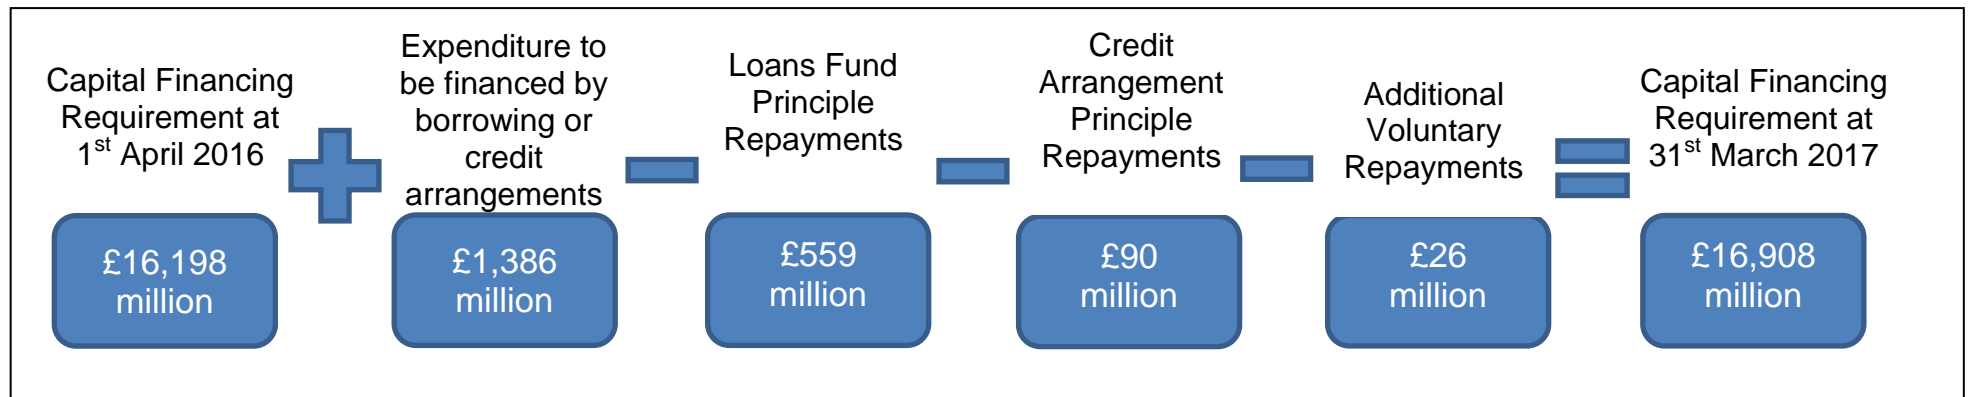 Capital Financing
Requirement at
1st April 2016
£16,198
million
Expenditure to
be financed by
borrowing or
credit
arrangements
£1,386
million
Loans Fund
Principle
Repayments
£559
million
Credit
Arrangement
Principle
Repayments
£90
million
Additional
Voluntary
Repayments
£26
million
Capital Financing
Requirement at
31st March 2017
£16,908
million